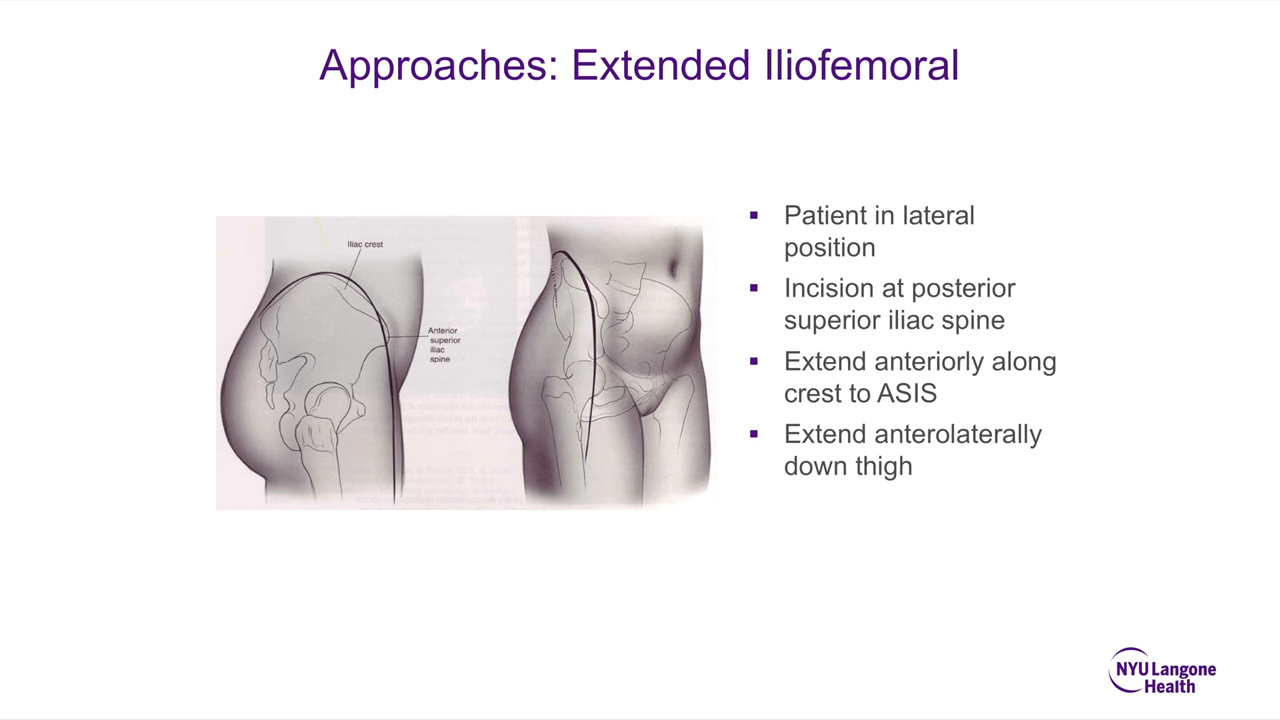 Approaches: Extended Iliofemoral
Iliac crest
Anterior
superior
iliac
spine
▪ Patient in lateral
position
▪ Incision at posterior
superior iliac spine
▪ Extend anteriorly along
crest to ASIS
▪ Extend anterolaterally
down thigh
NYU Langone
Health